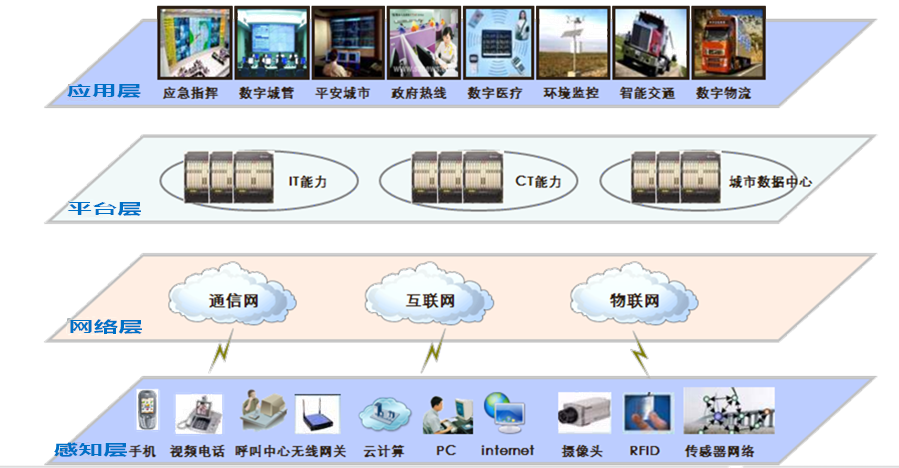 应急指挥 数字城管 平安城市 政府热线 数字医疗 环境监控 智能交通 数字物流
应用层
IT能力 CT能力 城市数据中心
平台层
通信网 互联网 物联网
网络层
感知层 手机 视频电话 呼叫中心 无线网关 云计算 PC internet 摄像头 RFID 传感器网络